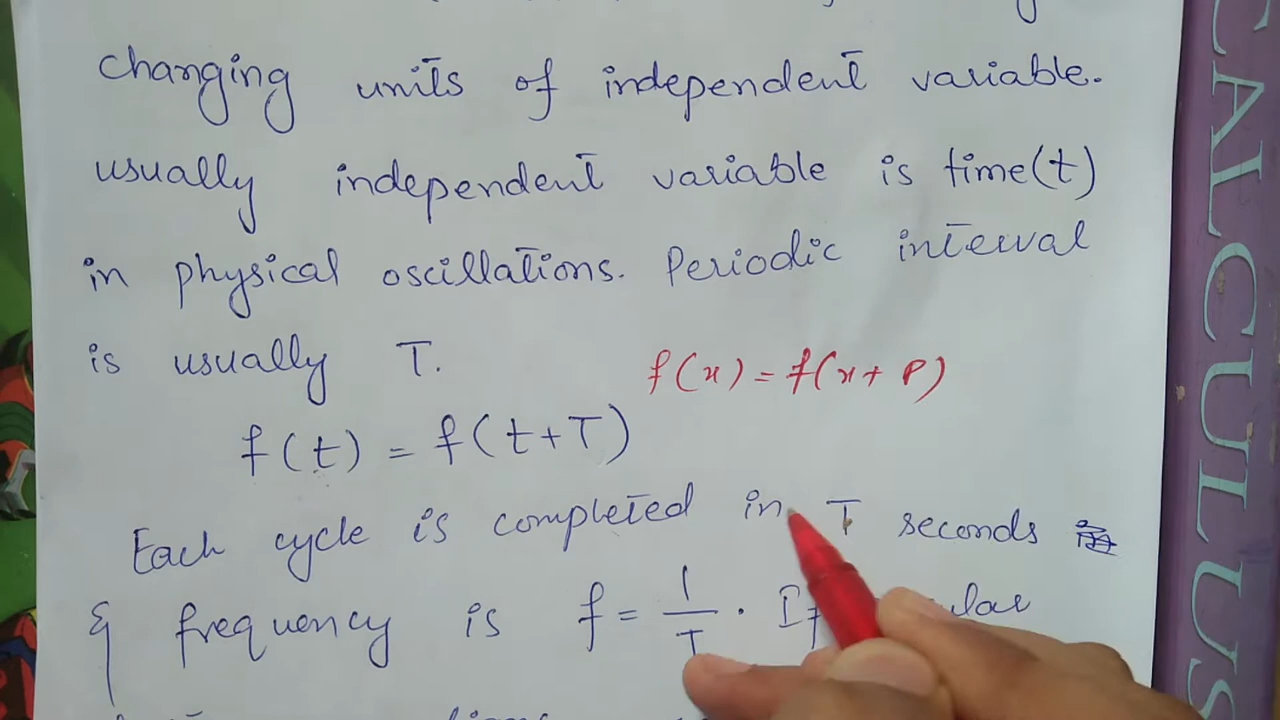 changing units of independent variable.
usually independent variable is time(t)
in physical oscillations. Periodic interval
is usually T.
f(x) = f(x+P)
f(t) = f(t+T)
Each cycle is completed in T seconds
& frequency is f = 1/T . If
CALCULUS